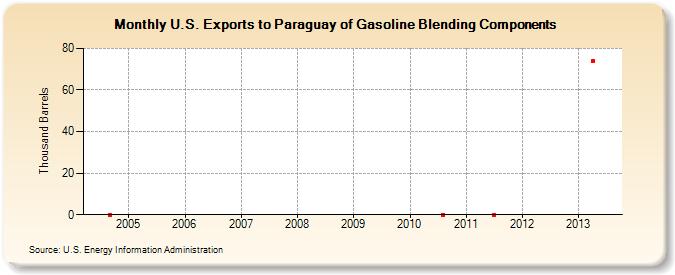 Monthly U.S. Exports to Paraguay of Gasoline Blending Components
Thousand Barrels
80
60
40
20
0
2005 2006 2007 2008 2009 2010 2011 2012 2013
Source: U.S. Energy Information Administration